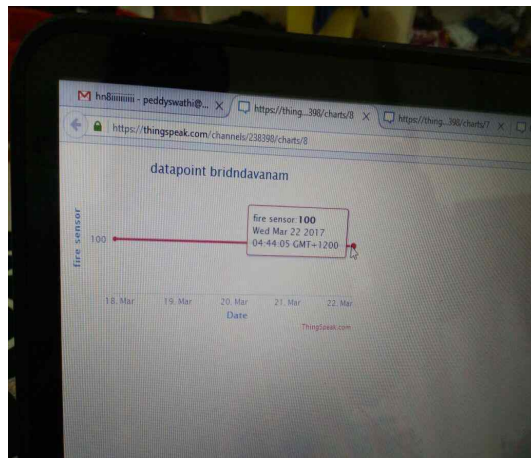 hn8iiiiiiiii - peddyswathi@...
https://thing...398/charts/8
https://thing...398/charts/7
https://thingspeak.com/channels/238398/charts/8
datapoint bridndavanam
fire sensor 100
Wed Mar 22 2017
04:44:05 GMT+1200
fire sensor
100
18. Mar 19. Mar 20. Mar 21. Mar 22. Mar
Date
ThingSpeak.com